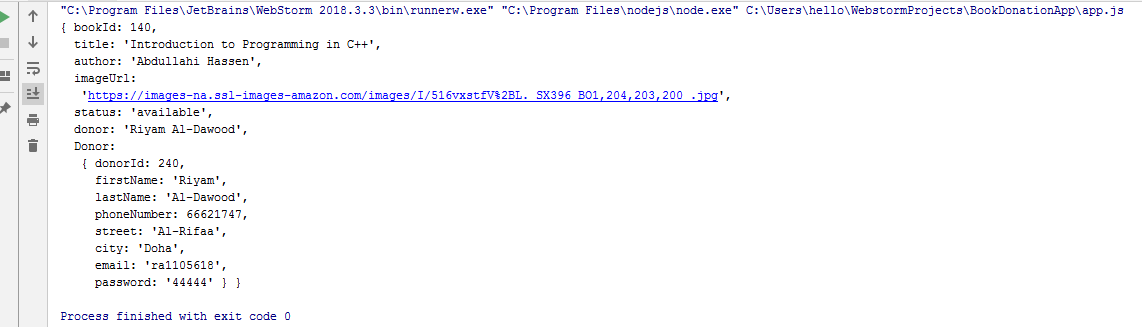 "C:\Program Files\JetBrains\WebStorm 2018.3.3\bin\runnerw.exe" "C:\Program Files\nodejs\node.exe" C:\Users\hello\WebstormProjects\BookDonationApp\app.js
{ bookId: 140,
  title: 'Introduction to Programming in C++',
  author: 'Abdullahi Hassen',
  imageUrl:
   'https://images-na.ssl-images-amazon.com/images/I/516vxstfV%2BL._SX396_BO1,204,203,200_.jpg',
  status: 'available',
  donor: 'Riyam Al-Dawood',
  Donor:
   { donorId: 240,
     firstName: 'Riyam',
     lastName: 'Al-Dawood',
     phoneNumber: 66621747,
     street: 'Al-Rifaa',
     city: 'Doha',
     email: 'ra1105618',
     password: '44444' } }
Process finished with exit code 0